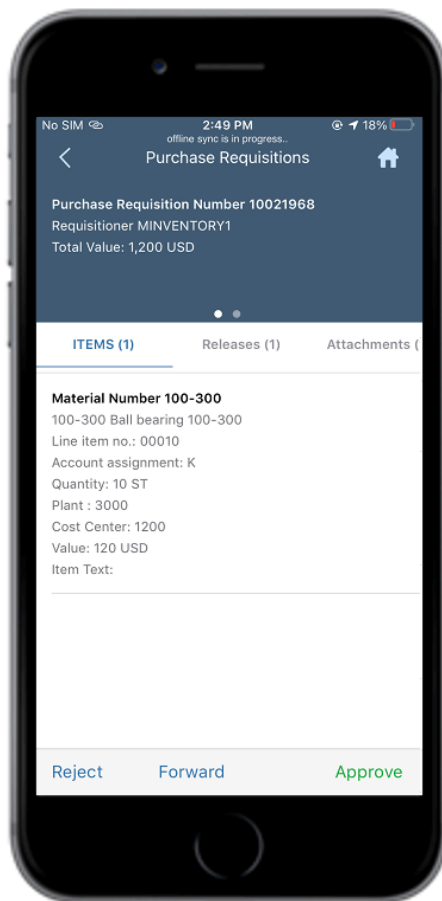 No SIM 2:49 PM 18%
offline sync is in progress..
Purchase Requisitions
Purchase Requisition Number 10021968
Requisitioner MINVENTORY1
Total Value: 1,200 USD
ITEMS (1) Releases (1) Attachments (
Material Number 100-300
100-300 Ball bearing 100-300
Line item no.: 00010
Account assignment: K
Quantity: 10 ST
Plant : 3000
Cost Center: 1200
Value: 120 USD
Item Text:
Reject Forward Approve